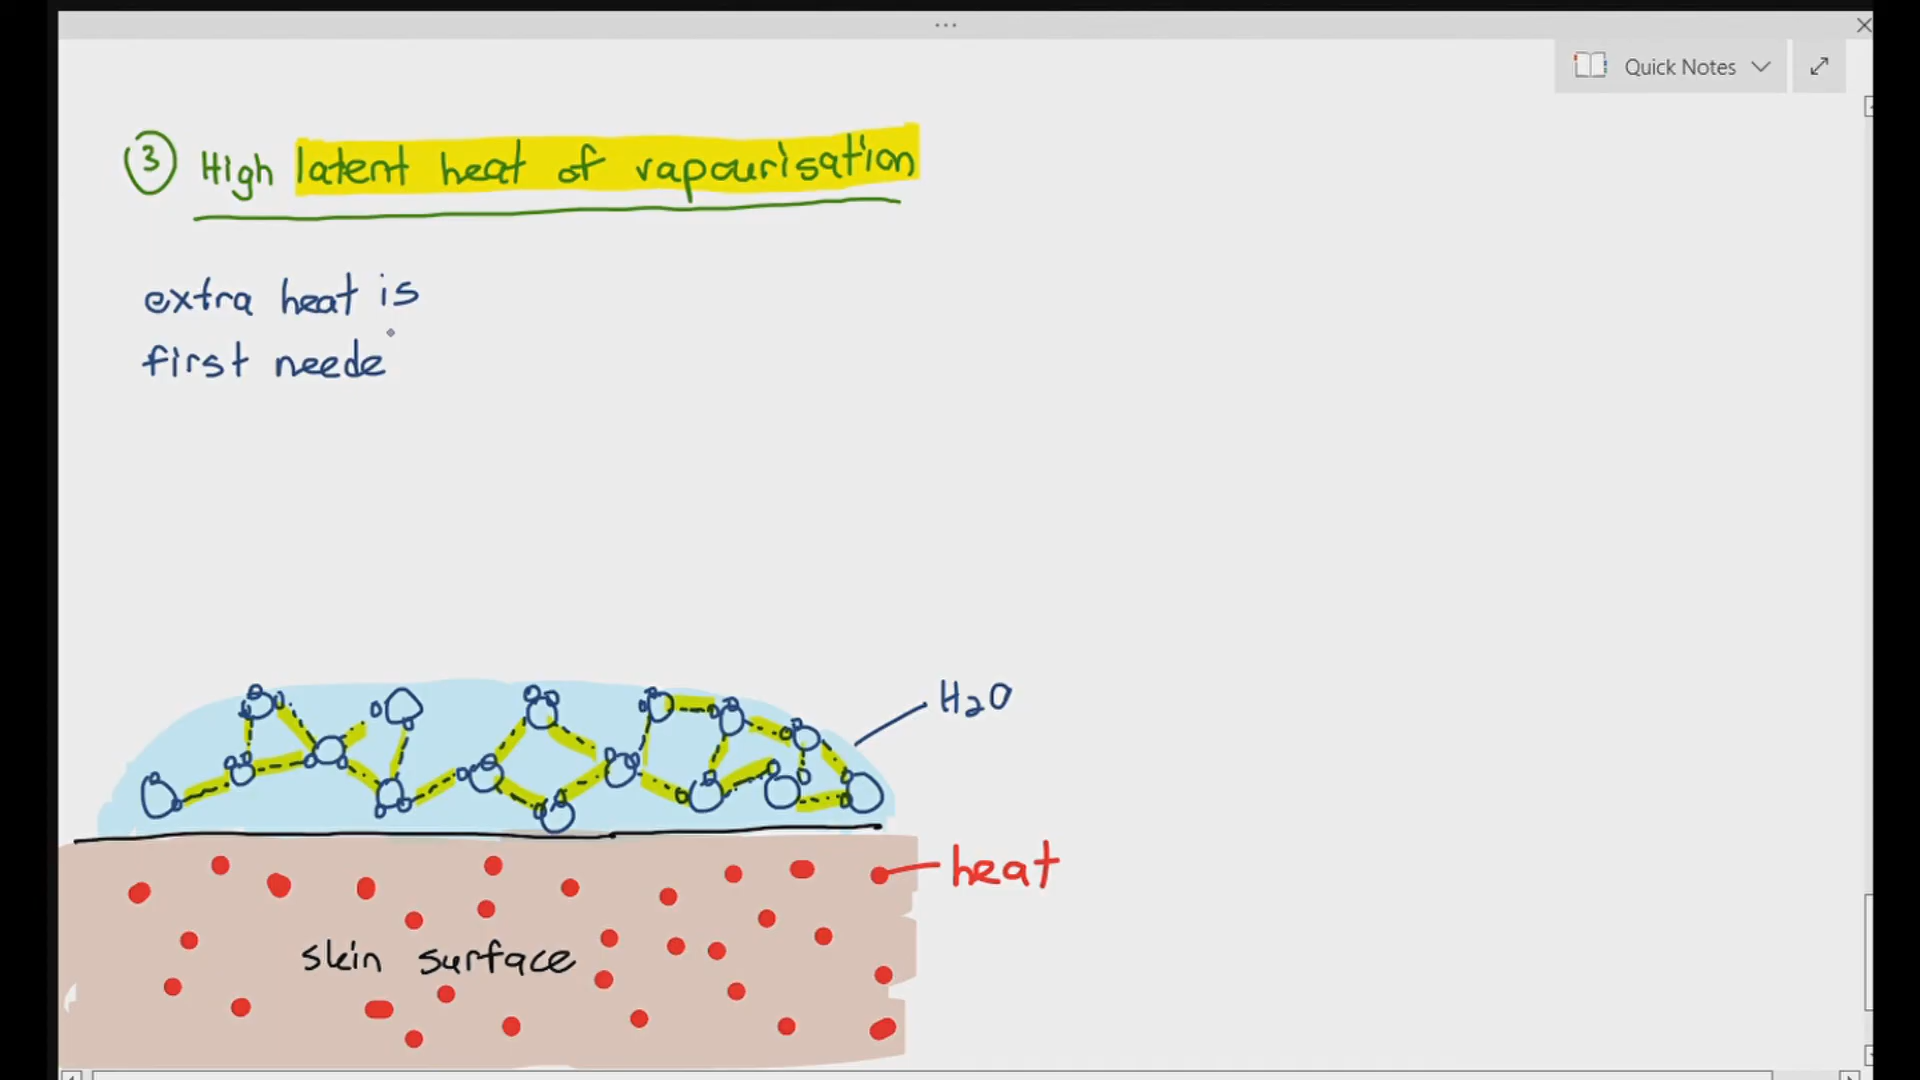 Quick Notes
③ High latent heat of vapourisation
extra heat is
first neede
H₂O
heat
skin surface